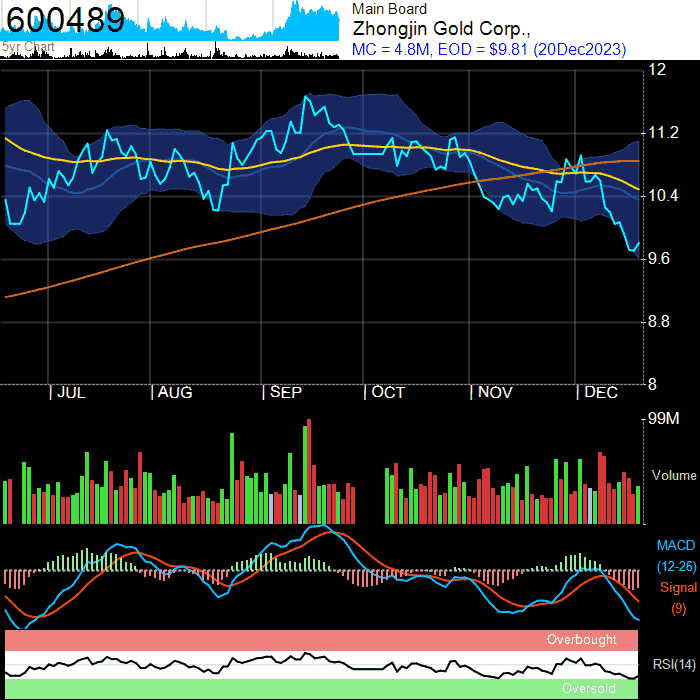 600489
5yr Chart
Main Board
Zhongjin Gold Corp.,
MC = 4.8M, EOD = $9.81 (20Dec2023)
12
11.2
10.4
9.6
8.8
8
| JUL | AUG | SEP | OCT | NOV | DEC
99M
Volume
MACD
(12-26)
Signal
(9)
Overbought
RSI(14)
Oversold